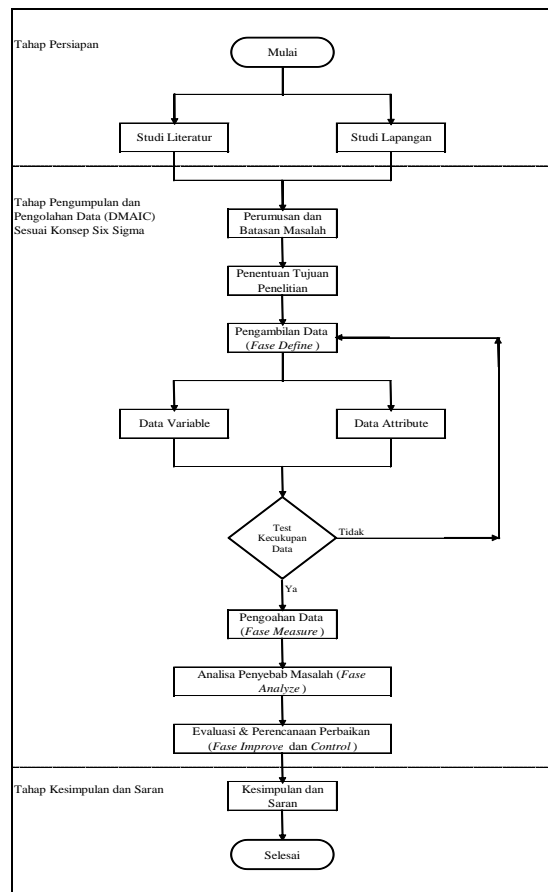 Tahap Persiapan
Mulai
Studi Literatur
Studi Lapangan
Tahap Pengumpulan dan
Pengolahan Data (DMAIC)
Sesuai Konsep Six Sigma
Perumusan dan
Batasan Masalah
Penentuan Tujuan
Penelitian
Pengambilan Data
(Fase Define)
Data Variable
Data Attribute
Test
Kecukupan
Data
Tidak
Ya
Pengoahan Data
(Fase Measure)
Analisa Penyebab Masalah (Fase
Analyze)
Evaluasi & Perencanaan Perbaikan
(Fase Improve dan Control)
Tahap Kesimpulan dan Saran
Kesimpulan dan
Saran
Selesai